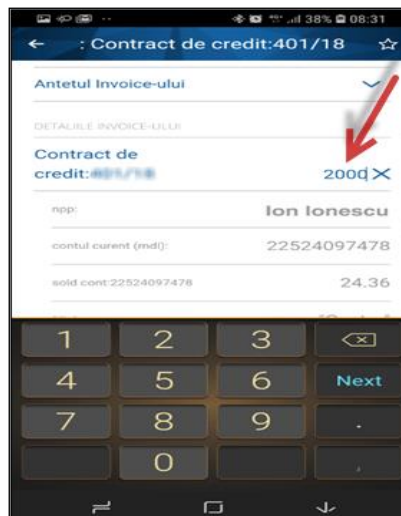 38% 08:31
← : Contract de credit:401/18
Antetul Invoice-ului
DETALIILE INVOICE-ULUI
Contract de
credit: 2000 ✕
npp: Ion Ionescu
contul curent (mdl): 22524097478
sold cont:22524097478 24.36
1 2 3
4 5 6 Next
7 8 9 .
0 ,